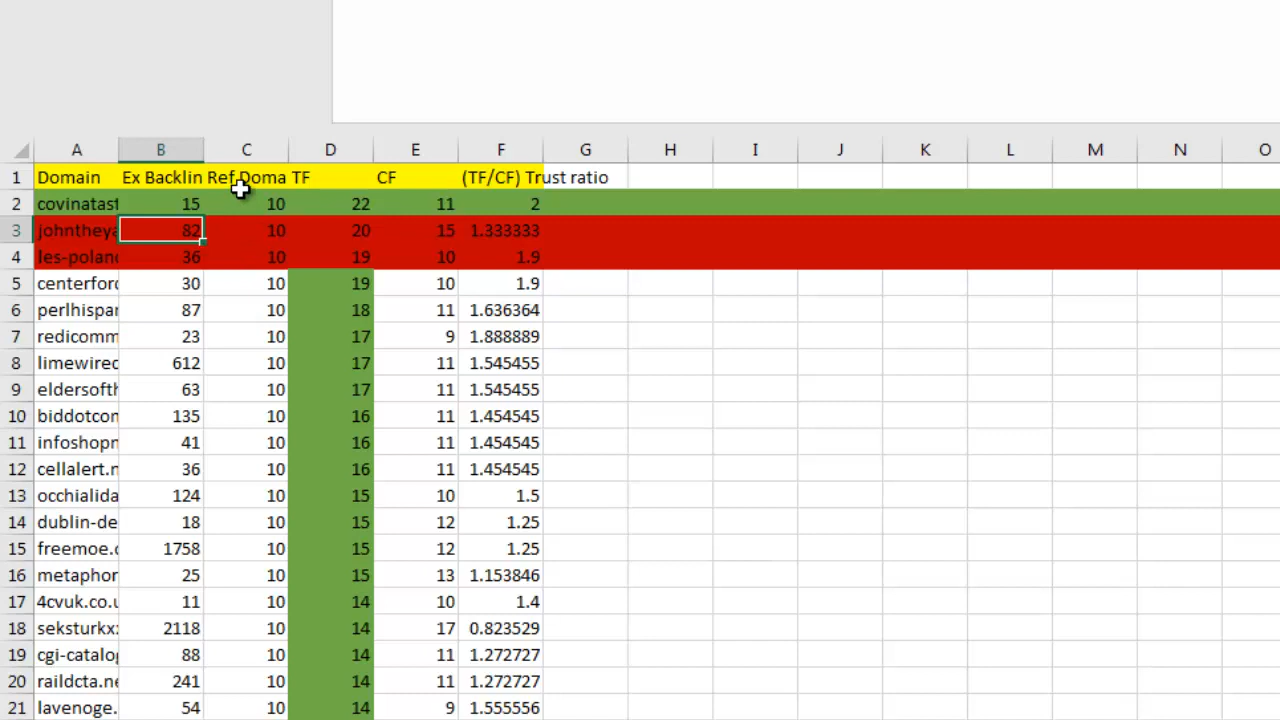 A B C D E F G H I J K L M N O
1 Domain Ex Backlin Ref Doma TF CF (TF/CF) Trust ratio
2 covinatast 15 10 22 11 2
3 johntheya 82 10 20 15 1.333333
4 les-poland 36 10 19 10 1.9
5 centerford 30 10 19 10 1.9
6 perlhispar 87 10 18 11 1.636364
7 redicomm 23 10 17 9 1.888889
8 limewired 612 10 17 11 1.545455
9 eldersofth 63 10 17 11 1.545455
10 biddotcon 135 10 16 11 1.454545
11 infoshopn 41 10 16 11 1.454545
12 cellalert.n 36 10 16 11 1.454545
13 occhialida 124 10 15 10 1.5
14 dublin-de 18 10 15 12 1.25
15 freemoe.c 1758 10 15 12 1.25
16 metaphor 25 10 15 13 1.153846
17 4cvuk.co.u 11 10 14 10 1.4
18 seksturkx 2118 10 14 17 0.823529
19 cgi-catalog 88 10 14 11 1.272727
20 raildcta.ne 241 10 14 11 1.272727
21 lavenoge. 54 10 14 9 1.555556